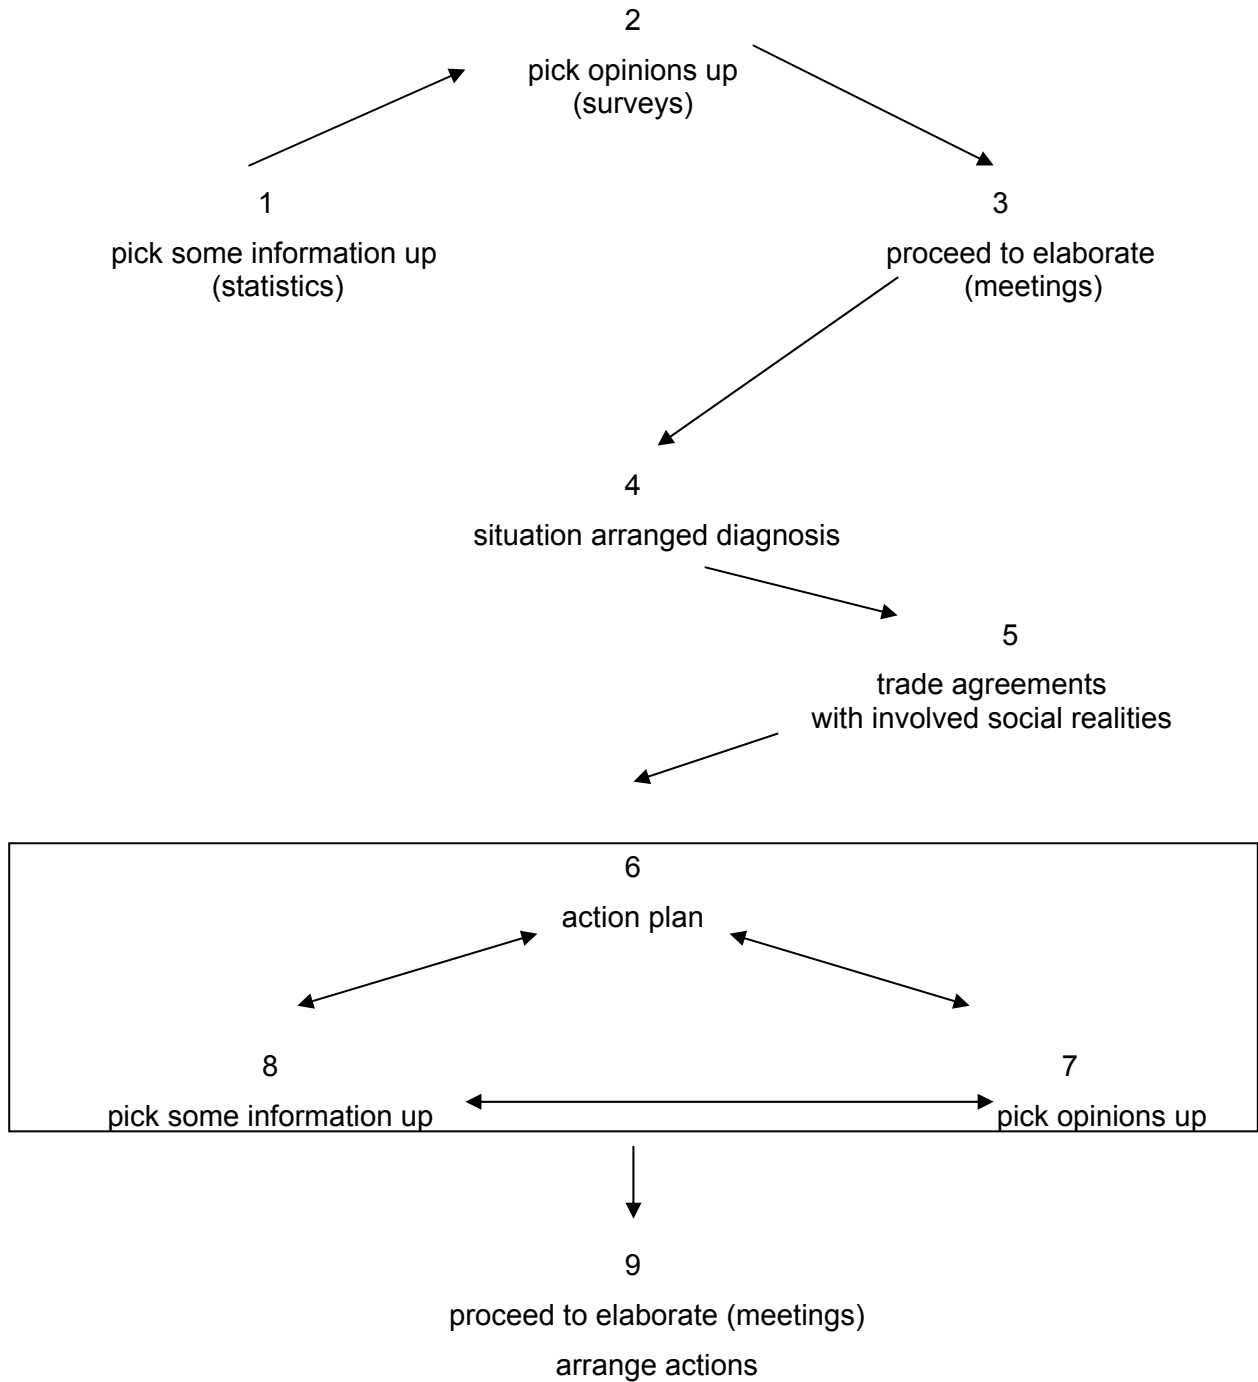 2
pick opinions up
(surveys)
1
pick some information up
(statistics)
3
proceed to elaborate
(meetings)
4
situation arranged diagnosis
5
trade agreements
with involved social realities
6
action plan
8
pick some information up
7
pick opinions up
9
proceed to elaborate (meetings)
arrange actions